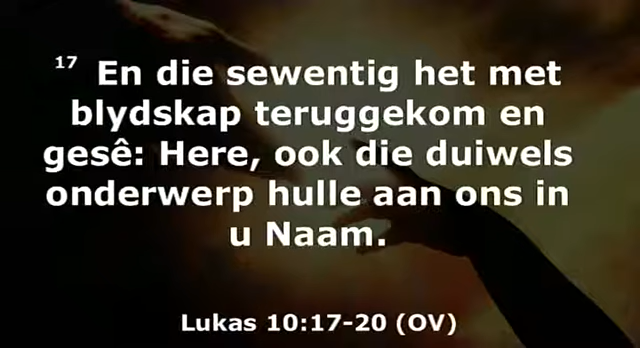 17 En die sewentig het met
blydskap teruggekom en
gesê: Here, ook die duiwels
onderwerp hulle aan ons in
u Naam.
Lukas 10:17-20 (OV)